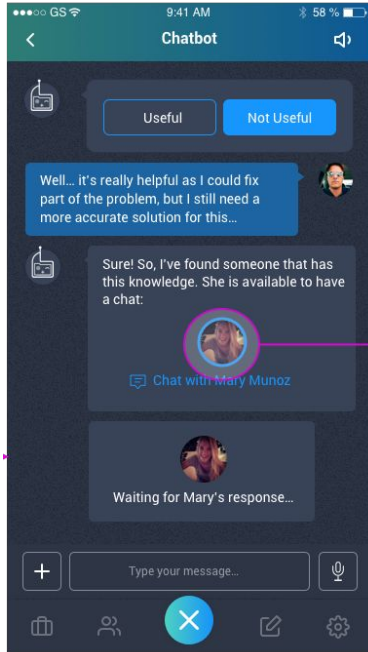 GS
9:41 AM
58 %
Chatbot
Useful
Not Useful
Well... it's really helpful as I could fix
part of the problem, but I still need a
more accurate solution for this...
Sure! So, I've found someone that has
this knowledge. She is available to have
a chat:
Chat with Mary Munoz
Waiting for Mary's response...
Type your message...